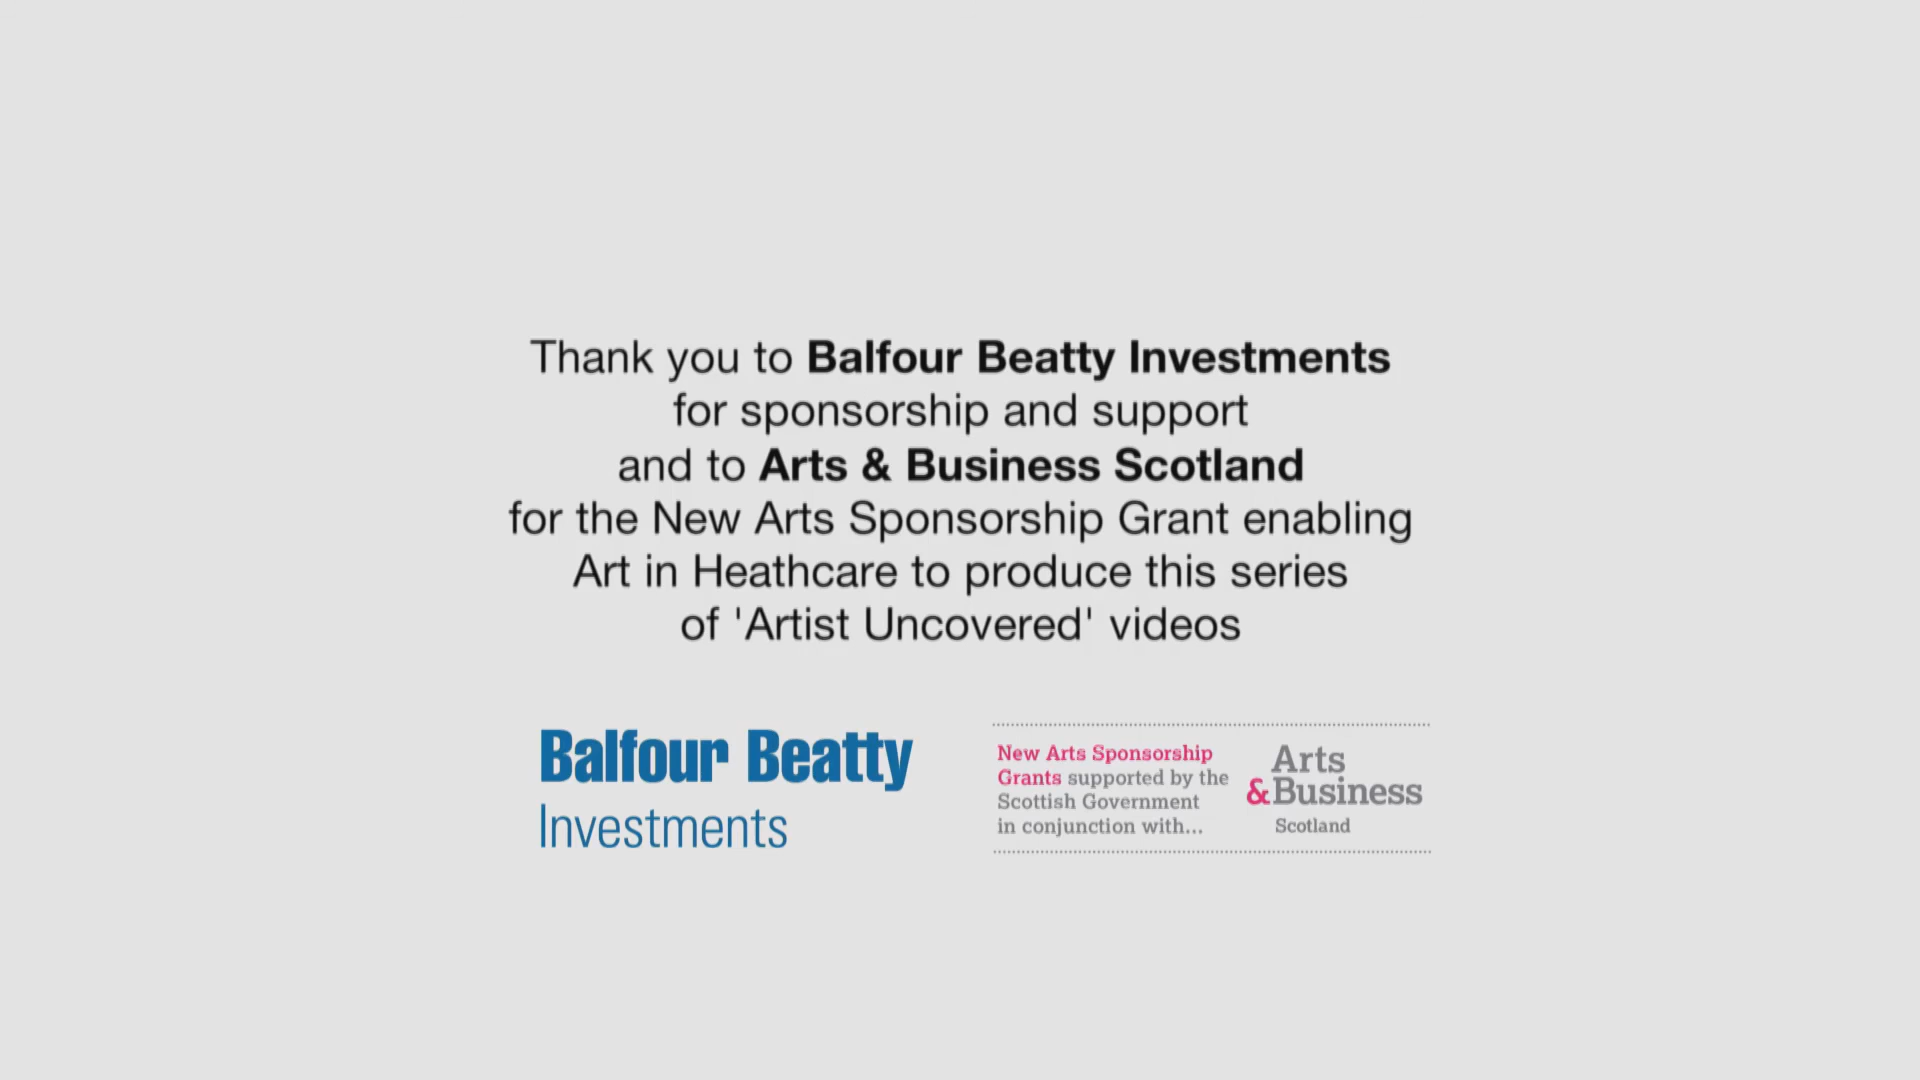 Thank you to Balfour Beatty Investments
for sponsorship and support
and to Arts & Business Scotland
for the New Arts Sponsorship Grant enabling
Art in Heathcare to produce this series
of 'Artist Uncovered' videos
Balfour Beatty
Investments
New Arts Sponsorship
Grants supported by the
Scottish Government
in conjunction with...
Arts
&Business
Scotland